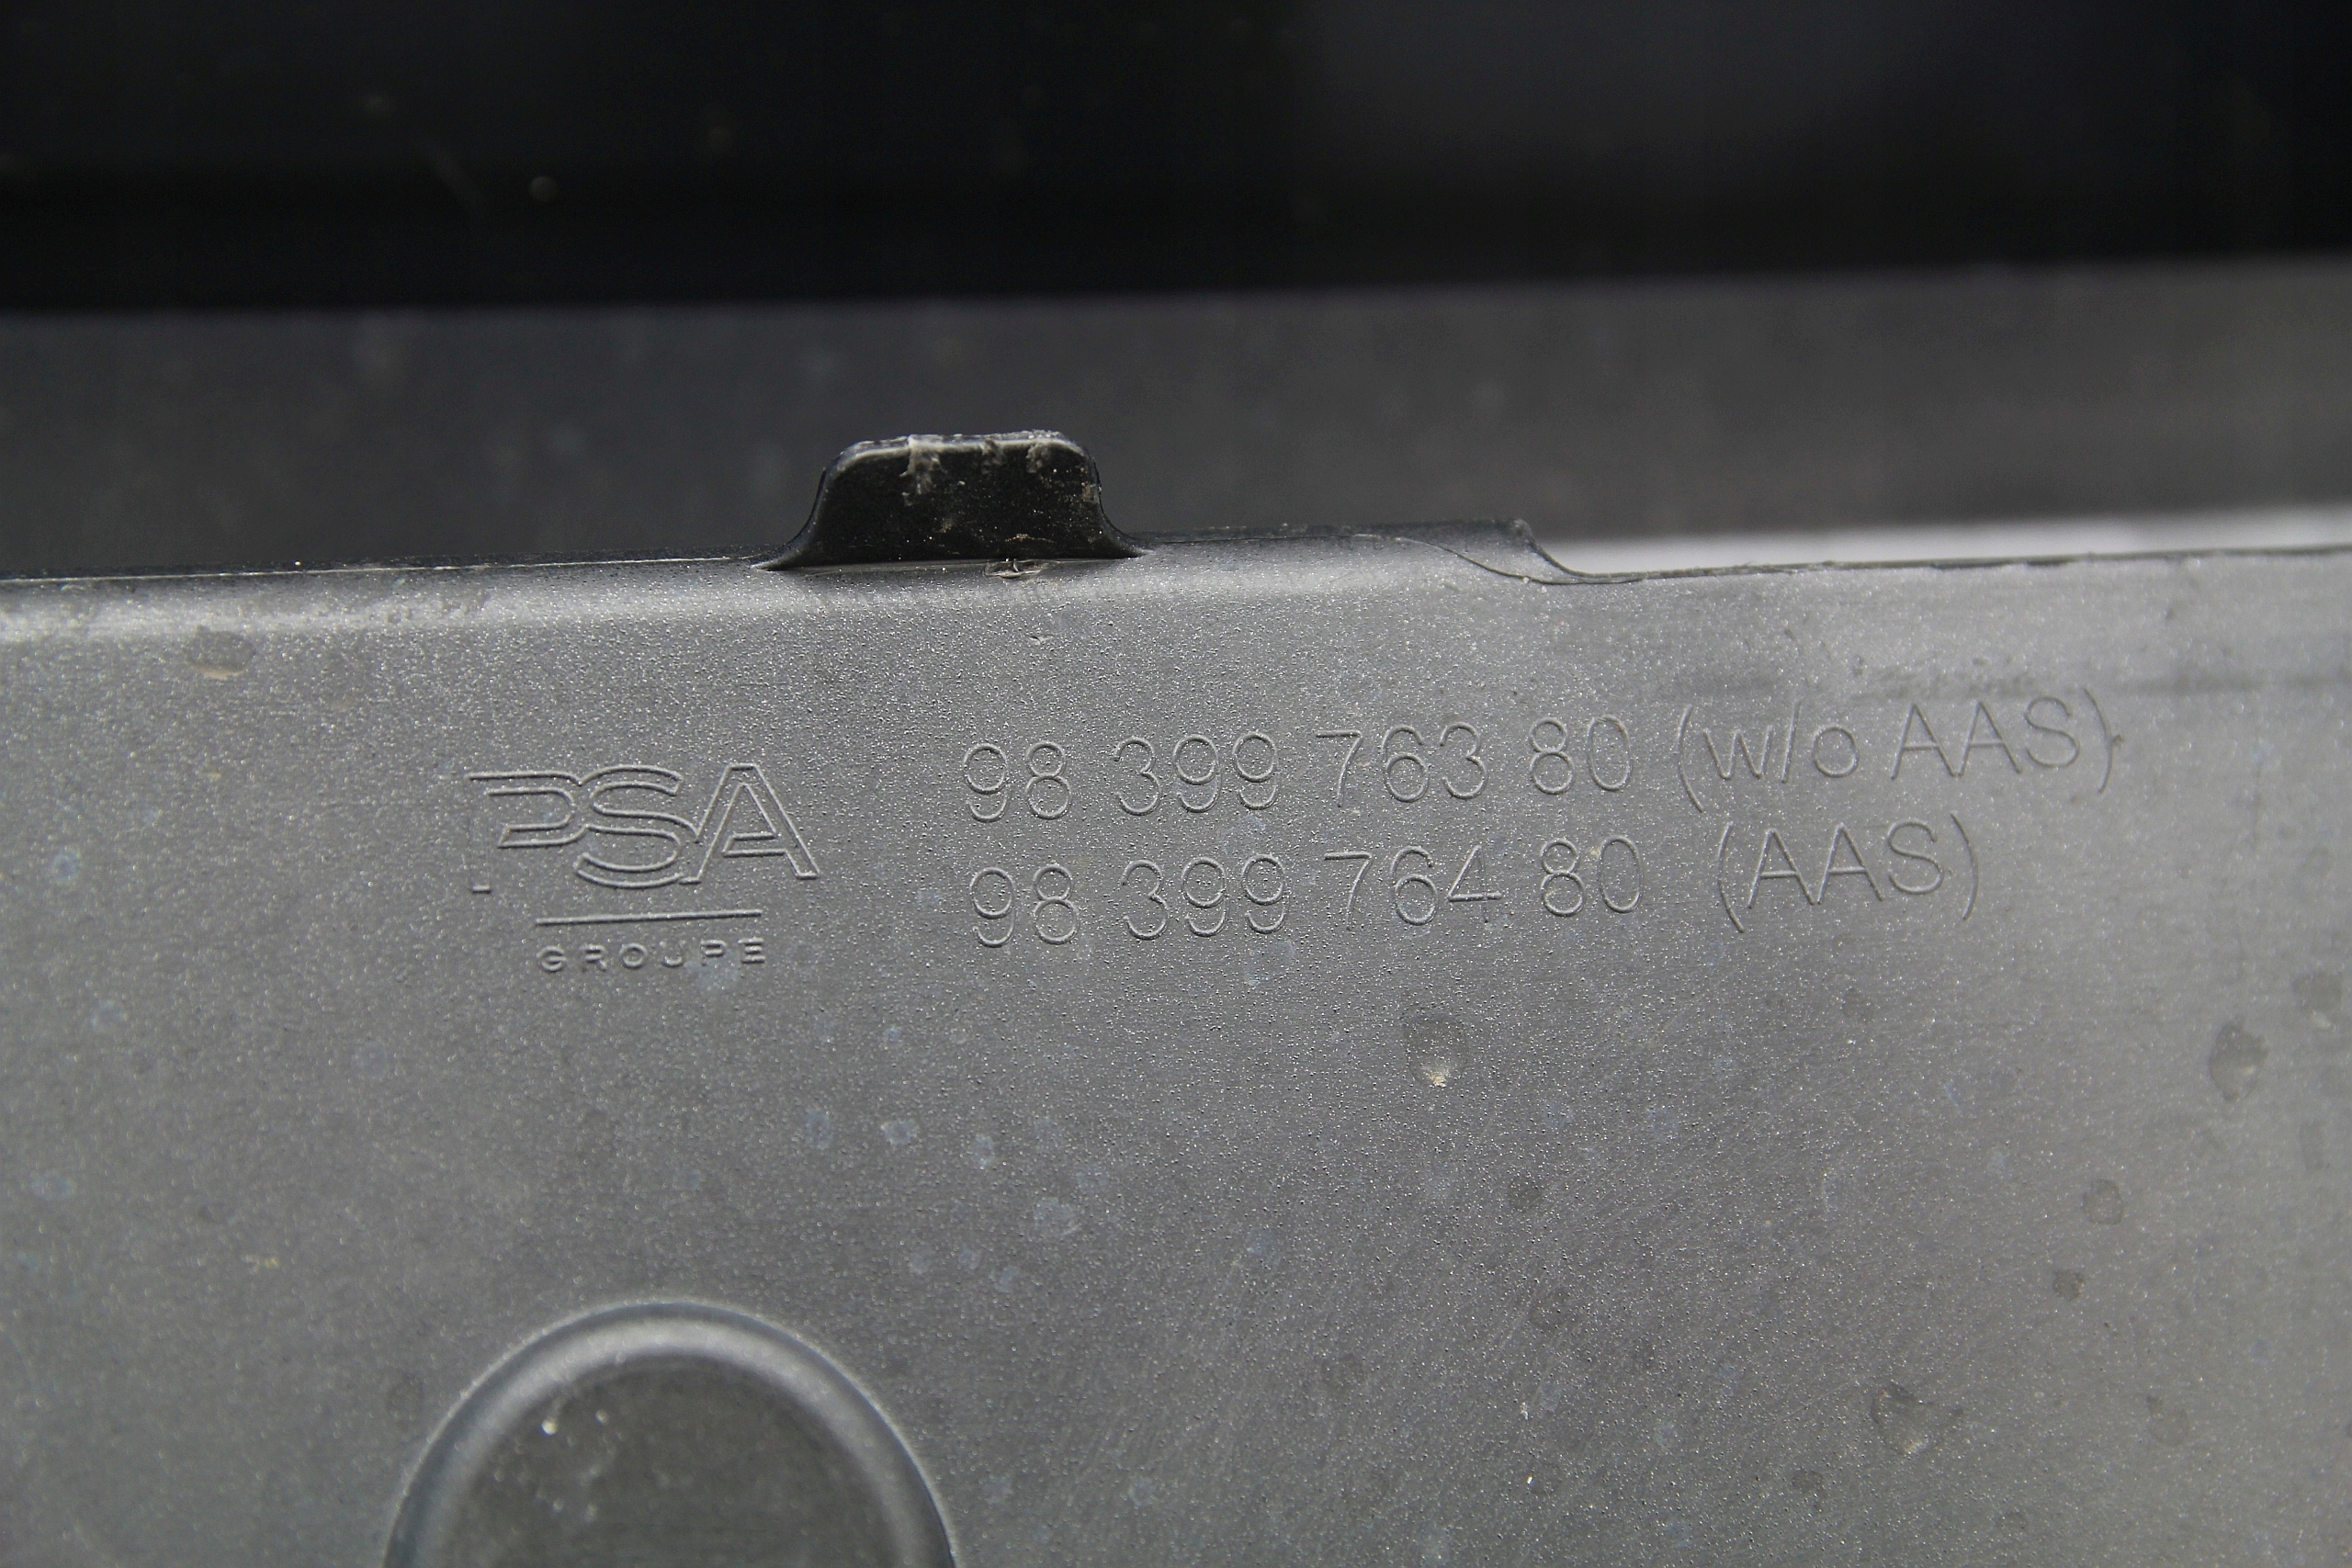 PSA
GROUPE
98 399 763 80 (w/o AAS)
98 399 764 80 (AAS)